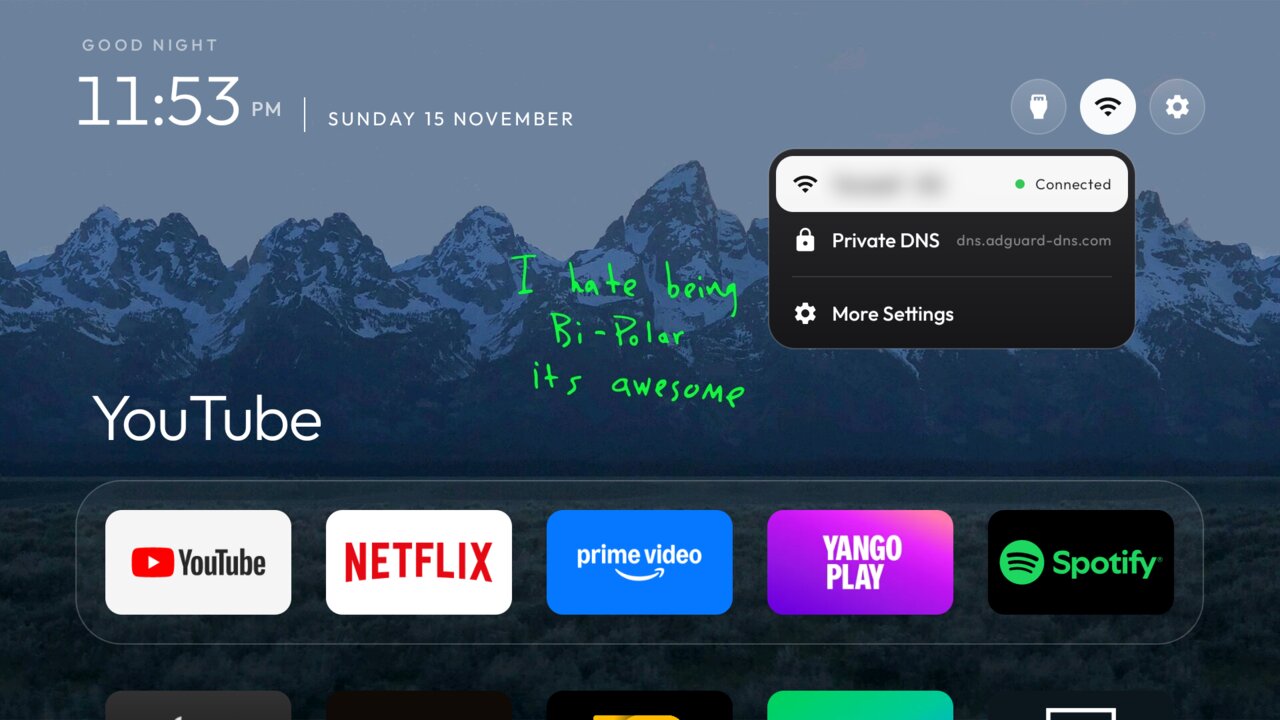 GOOD NIGHT
11:53 PM
SUNDAY 15 NOVEMBER
Connected
Private DNS dns.adguard-dns.com
More Settings
I hate being
Bi-Polar
its awesome
YouTube
YouTube
NETFLIX
prime video
YANGO
PLAY
Spotify